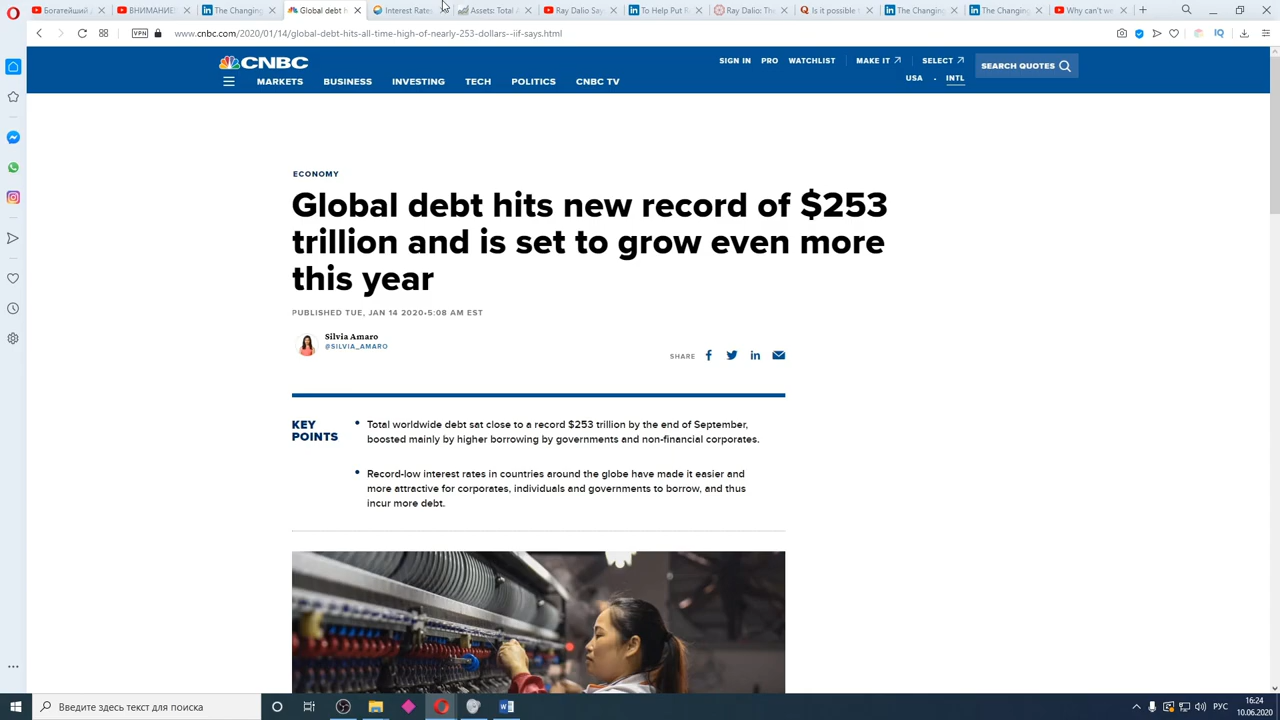 Богатейший
ВНИМАНИЕ
The Changing
Global debt h
Interest Rates
Assets: Total A
Ray Dalio Say
To Help Put R
Ray Dalio: Th
Is it possible
The Changing
The Changing
Why can't we
VPN
www.cnbc.com/2020/01/14/global-debt-hits-all-time-high-of-nearly-253-dollars--iif-says.html
IQ
CNBC
SIGN IN
PRO
WATCHLIST
MAKE IT
SELECT
SEARCH QUOTES
USA
INTL
MARKETS
BUSINESS
INVESTING
TECH
POLITICS
CNBC TV
ECONOMY
Global debt hits new record of $253
trillion and is set to grow even more
this year
PUBLISHED TUE, JAN 14 2020•5:08 AM EST
Silvia Amaro
@SILVIA_AMARO
SHARE
KEY
POINTS
• Total worldwide debt sat close to a record $253 trillion by the end of September,
boosted mainly by higher borrowing by governments and non-financial corporates.
• Record-low interest rates in countries around the globe have made it easier and
more attractive for corporates, individuals and governments to borrow, and thus
incur more debt.
Введите здесь текст для поиска
РУС
16:24
10.06.2020